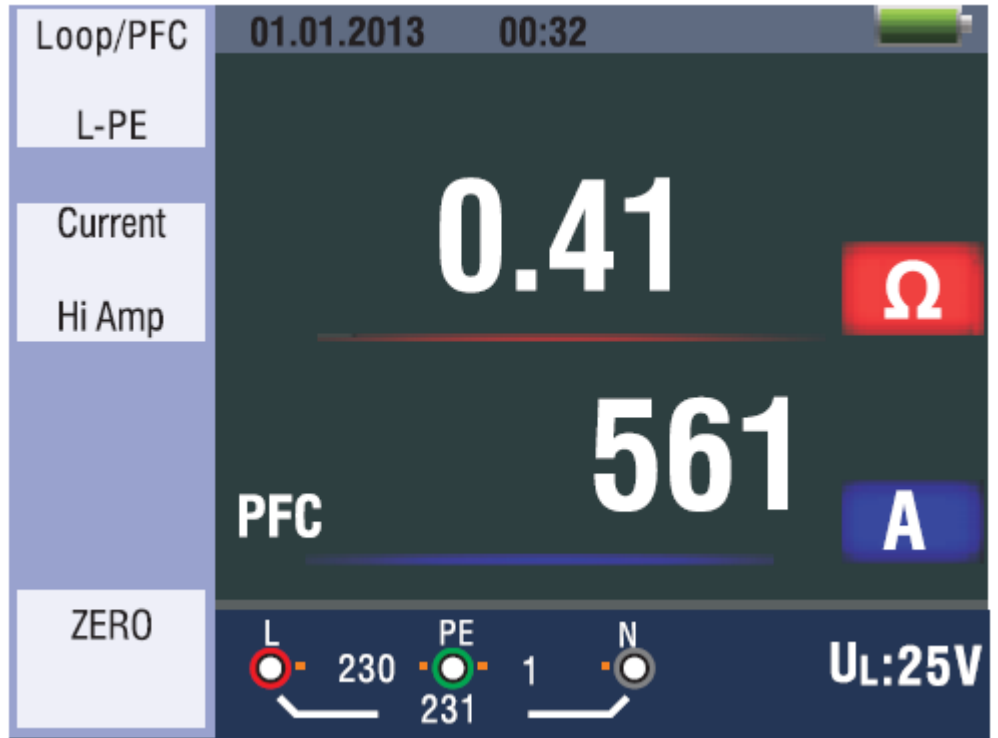 Loop/PFC
L-PE
Current
Hi Amp
ZERO
01.01.2013 00:32
0.41
Ω
561
PFC
A
L PE N
230 1
231
UL:25V